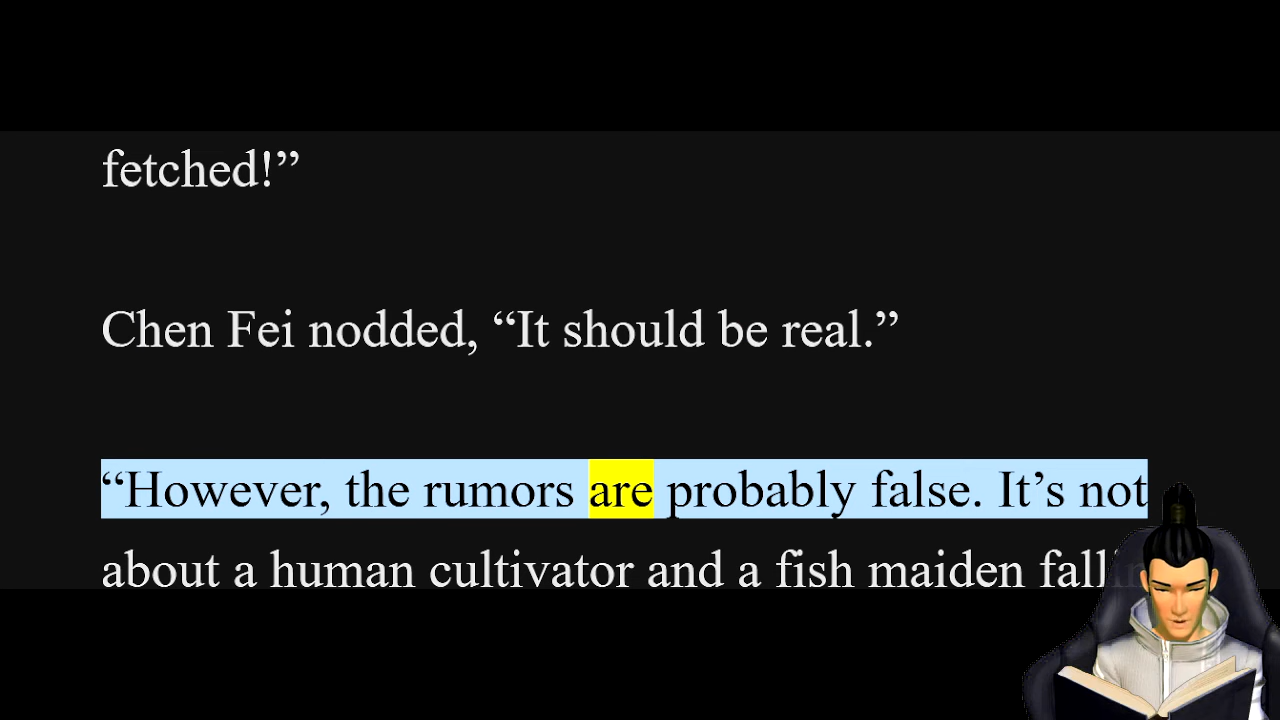 fetched!”
Chen Fei nodded, “It should be real.”
“However, the rumors are probably false. It’s not
about a human cultivator and a fish maiden